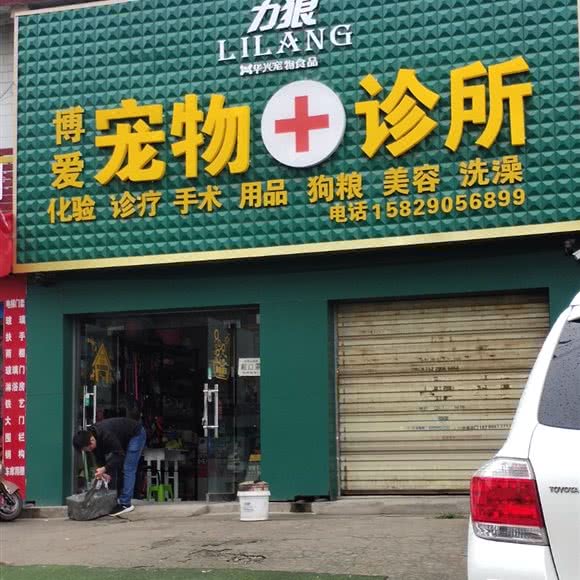 力狼
LILANG
华兴宠物食品
博爱 宠物 诊所
化验 诊疗 手术 用品 狗粮 美容 洗澡
电话15829056899
TOYOTA